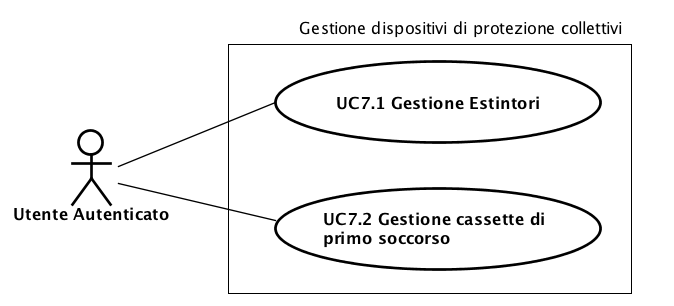 Gestione dispositivi di protezione collettivi
UC7.1 Gestione Estintori
Utente Autenticato
UC7.2 Gestione cassette di
primo soccorso